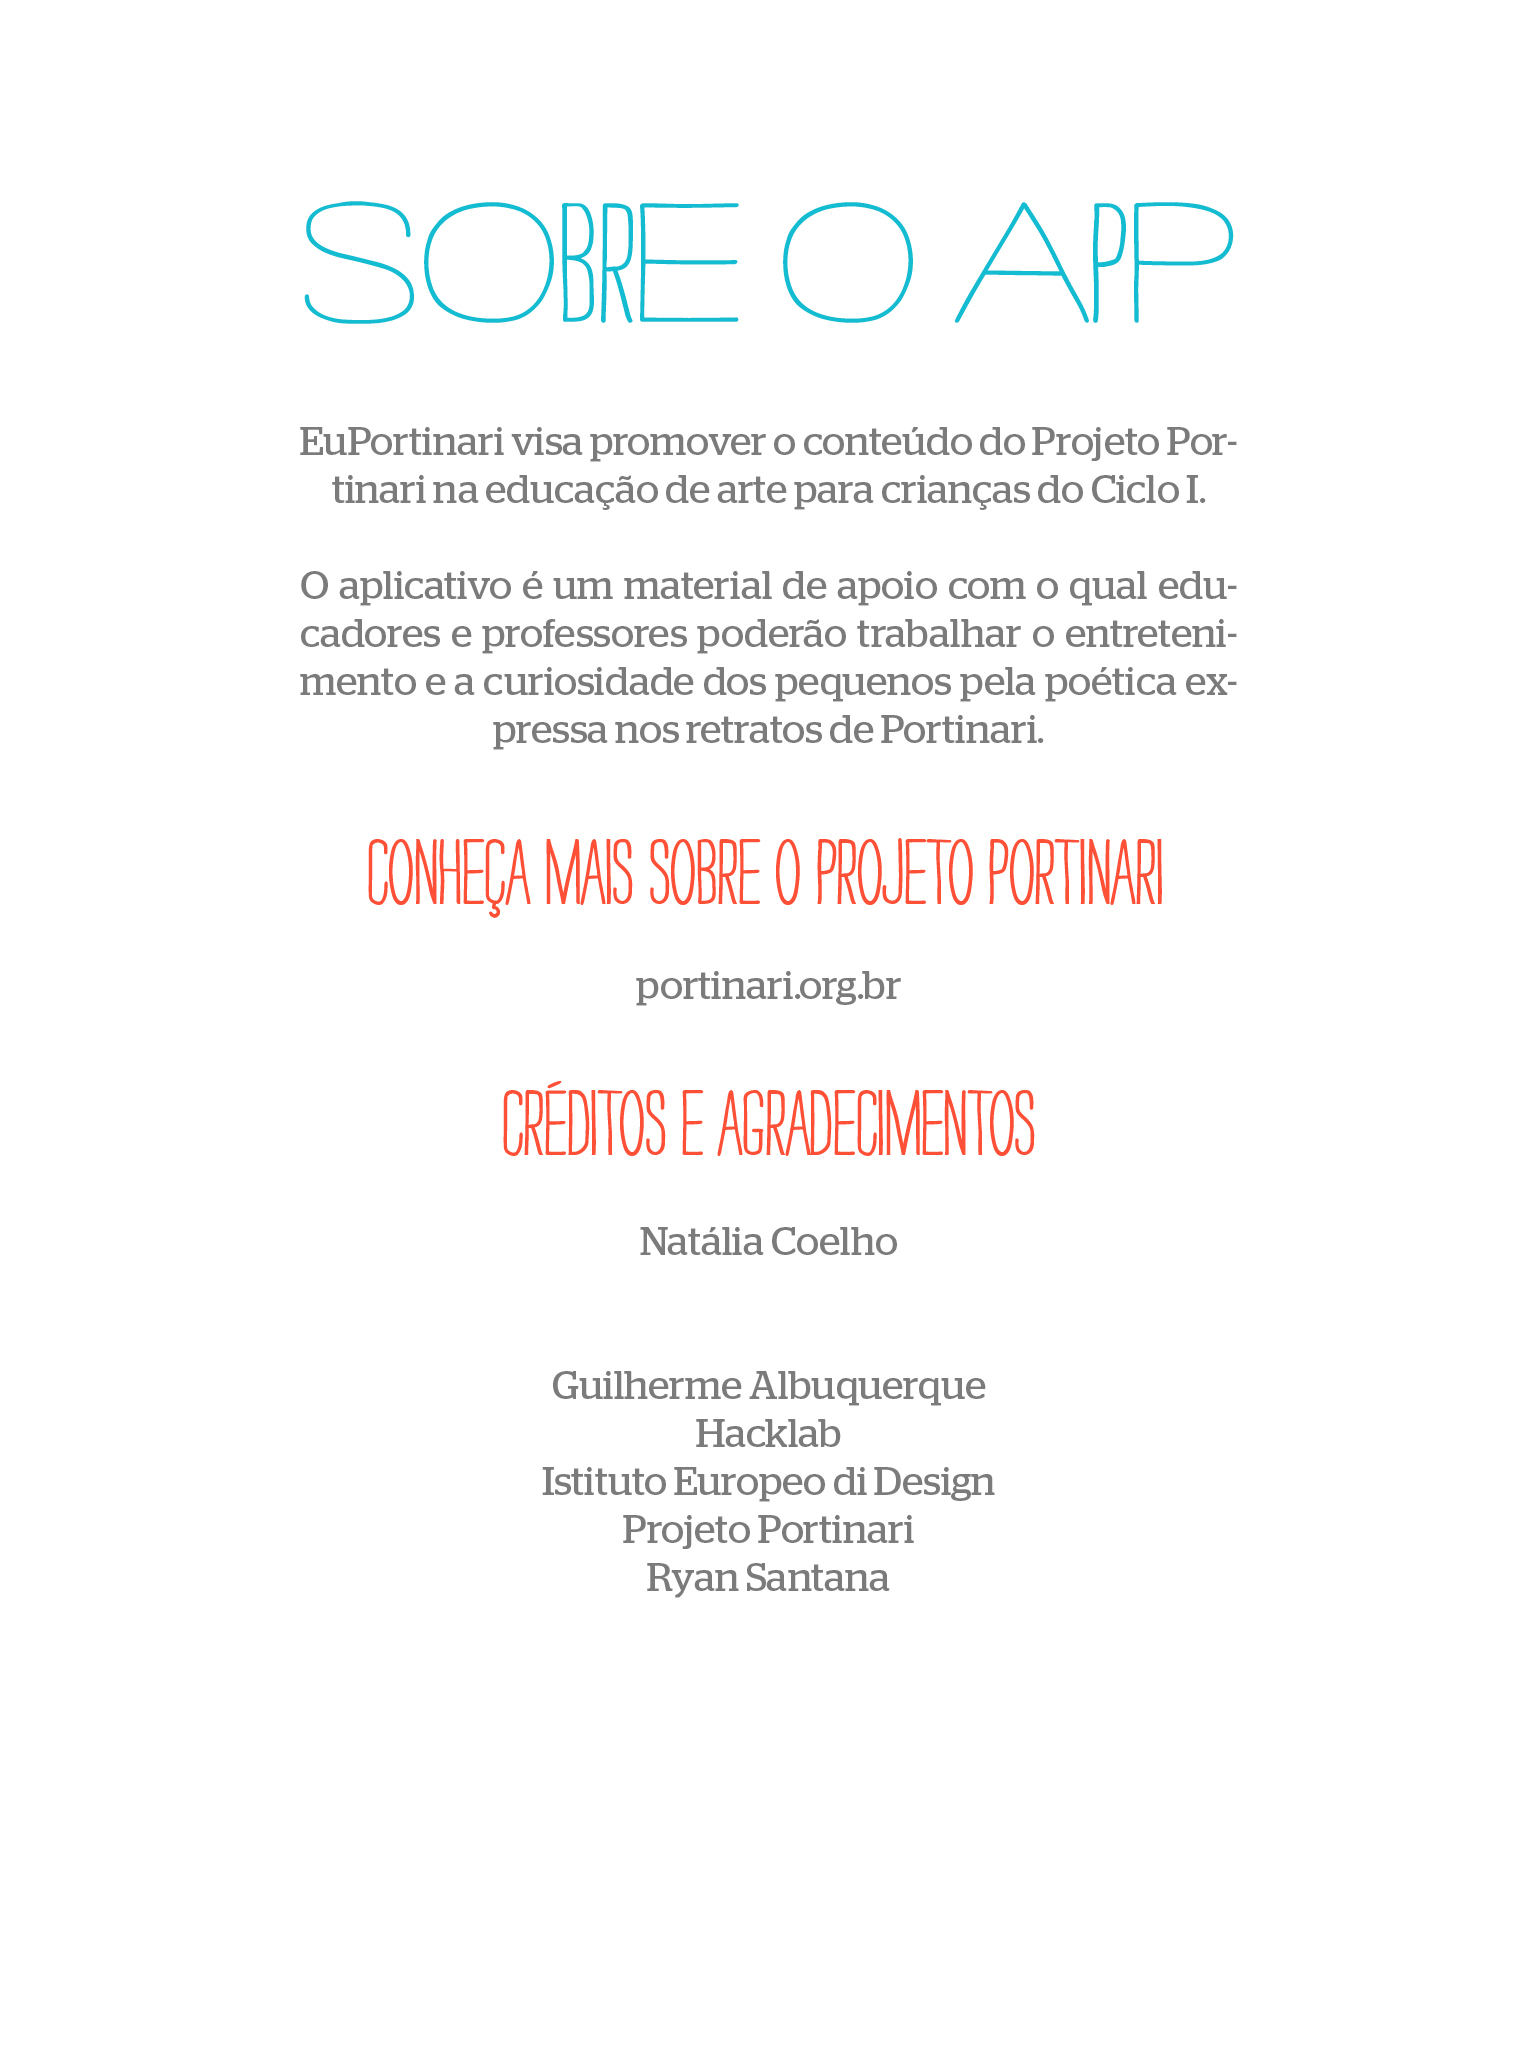 SOBRE O APP
EuPortinari visa promover o conteúdo do Projeto Por-
tinari na educação de arte para crianças do Ciclo I.
O aplicativo é um material de apoio com o qual edu-
cadores e professores poderão trabalhar o entreteni-
mento e a curiosidade dos pequenos pela poética ex-
pressa nos retratos de Portinari.
CONHEÇA MAIS SOBRE O PROJETO PORTINARI
portinari.org.br
CRÉDITOS E AGRADECIMENTOS
Natália Coelho
Guilherme Albuquerque
Hacklab
Istituto Europeo di Design
Projeto Portinari
Ryan Santana